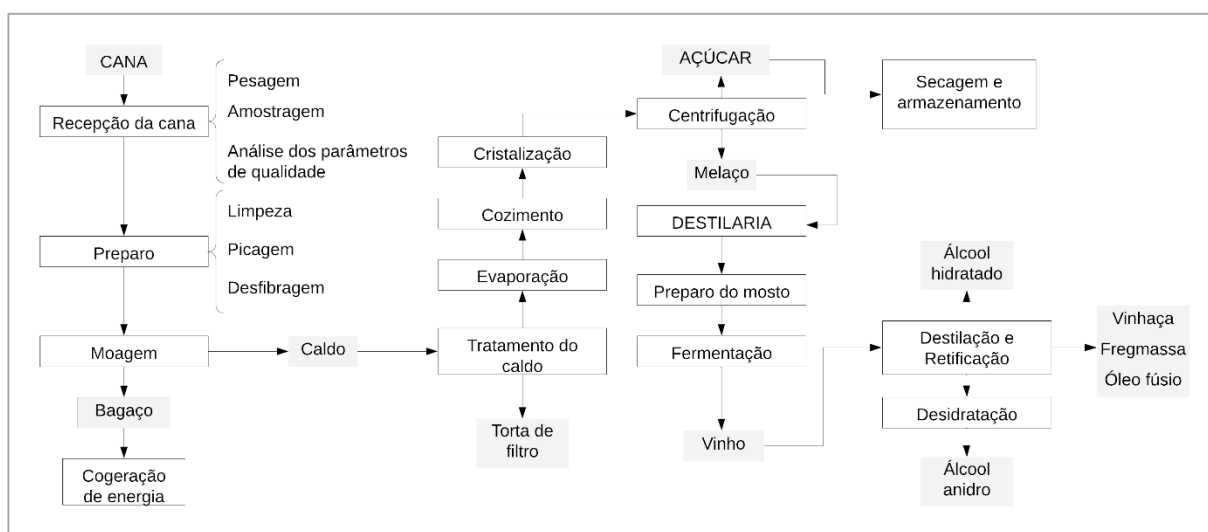 CANA
Recepção da cana
Pesagem
Amostragem
Análise dos parâmetros
de qualidade
Preparo
Limpeza
Picagem
Desfibragem
Moagem
Bagaço
Cogeração
de energia
Caldo
Tratamento do
caldo
Torta de
filtro
Evaporação
Cozimento
Cristalização
Centrifugação
AÇÚCAR
Secagem e
armazenamento
Melaço
DESTILARIA
Preparo do mosto
Fermentação
Vinho
Destilação e
Retificação
Álcool
hidratado
Vinhaça
Fregmassa
Óleo fúsio
Desidratação
Álcool
anidro